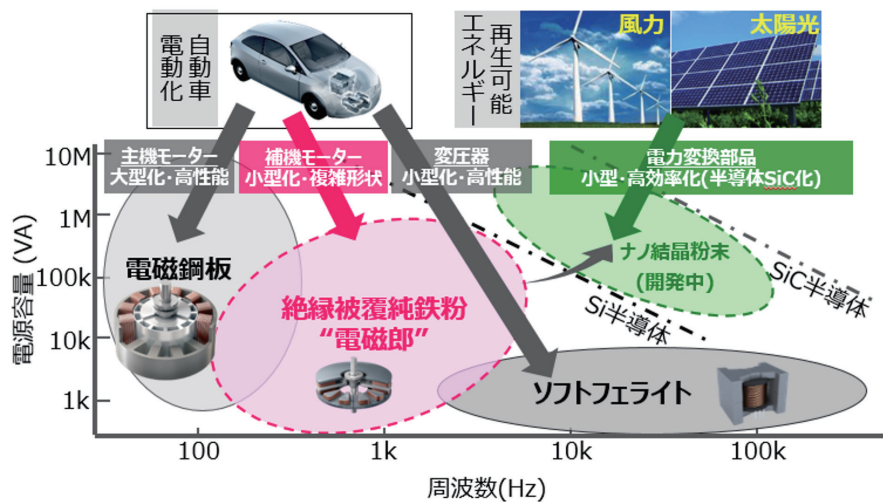 自動車
電動化
再生可能
エネルギー
風力
太陽光
主機モーター
大型化・高性能
補機モーター
小型化・複雑形状
変圧器
小型化・高性能
電力変換部品
小型・高効率化(半導体SiC化)
電源容量 (VA)
10M
1M
100k
10k
1k
電磁鋼板
絶縁被覆純鉄粉
“電磁郎”
ナノ結晶粉末
(開発中)
SiC半導体
Si半導体
ソフトフェライト
100
1k
10k
100k
周波数(Hz)